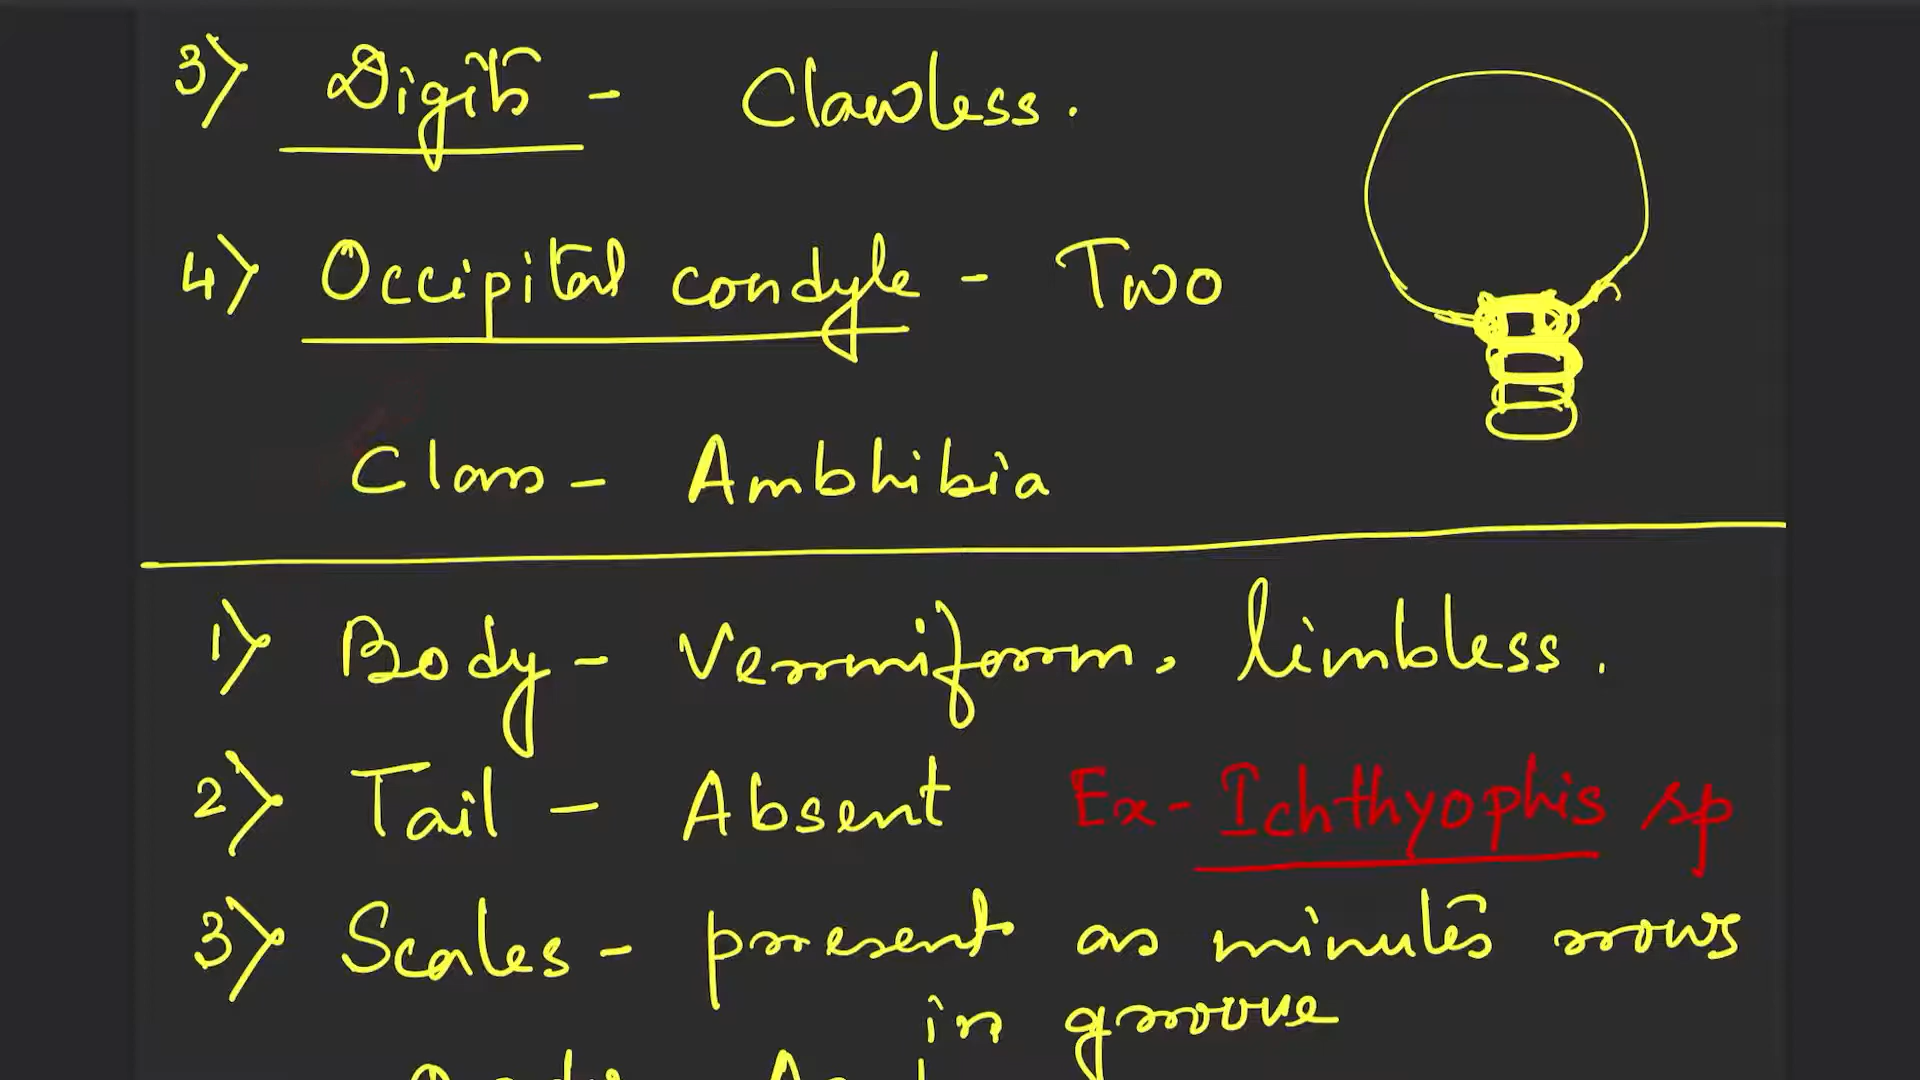 3) Digits - Clawless.
4) Occipital condyle - Two
Class - Ambhibia
1) Body - Vermiform, limbless.
2) Tail - Absent Ex - Ichthyophis sp
3) Scales - present as minutes rows
in groove